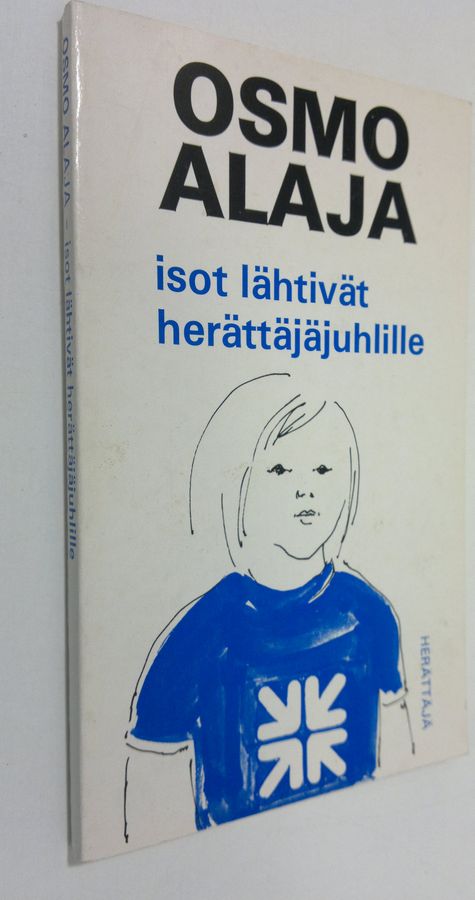 OSMO
ALAJA
isot lähtivät
herättäjäjuhlille
HERÄTTÄJÄ
OSMO ALAJA - isot lähtivät herättäjäjuhlille